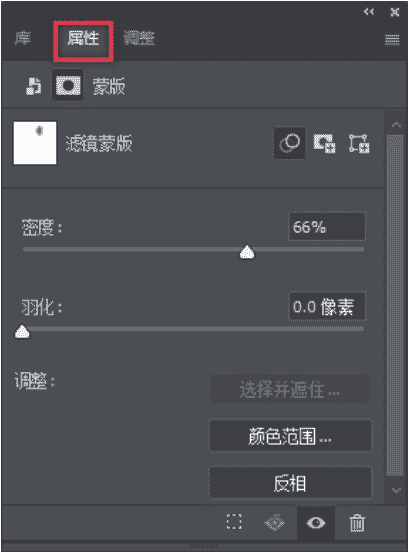 库 属性 调整
蒙版
滤镜蒙版
密度: 66%
羽化: 0.0 像素
调整:
选择并遮住...
颜色范围...
反相